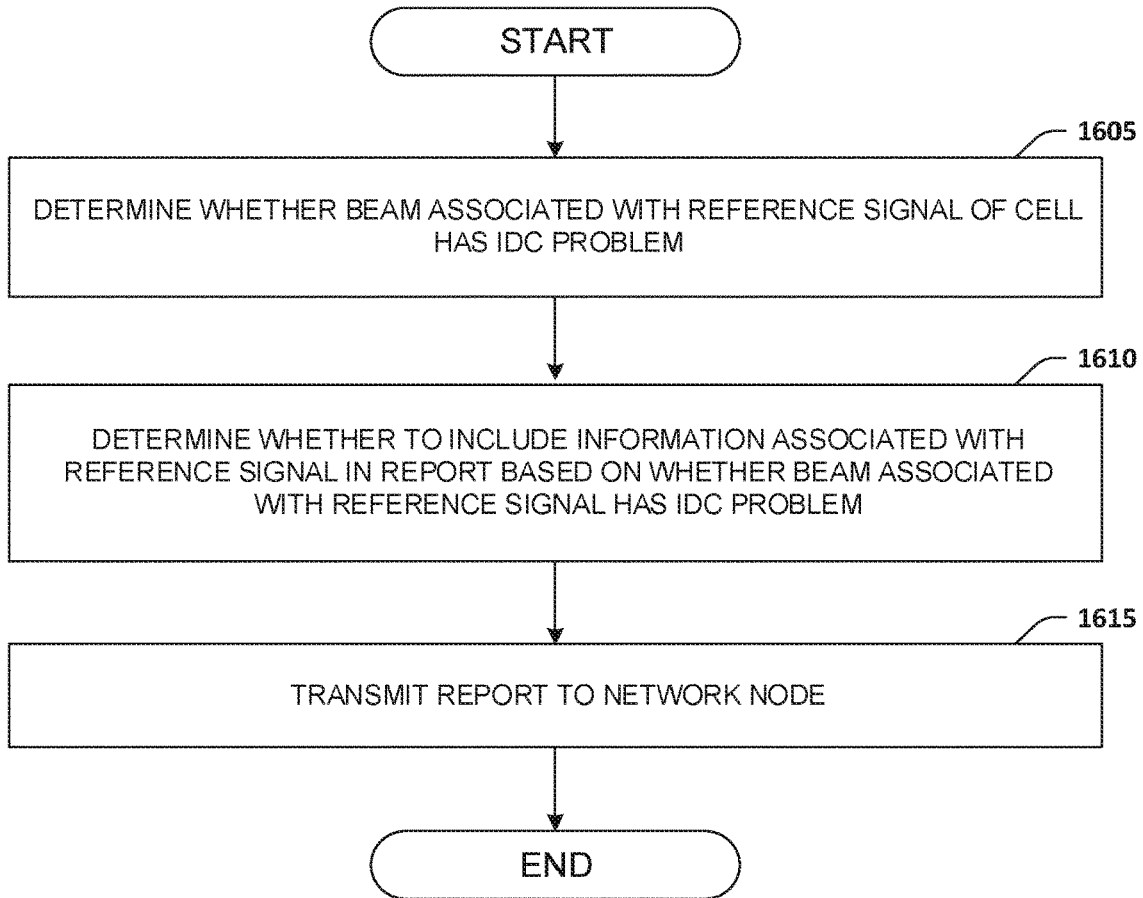 START
1605
DETERMINE WHETHER BEAM ASSOCIATED WITH REFERENCE SIGNAL OF CELL
HAS IDC PROBLEM
1610
DETERMINE WHETHER TO INCLUDE INFORMATION ASSOCIATED WITH
REFERENCE SIGNAL IN REPORT BASED ON WHETHER BEAM ASSOCIATED
WITH REFERENCE SIGNAL HAS IDC PROBLEM
1615
TRANSMIT REPORT TO NETWORK NODE
END